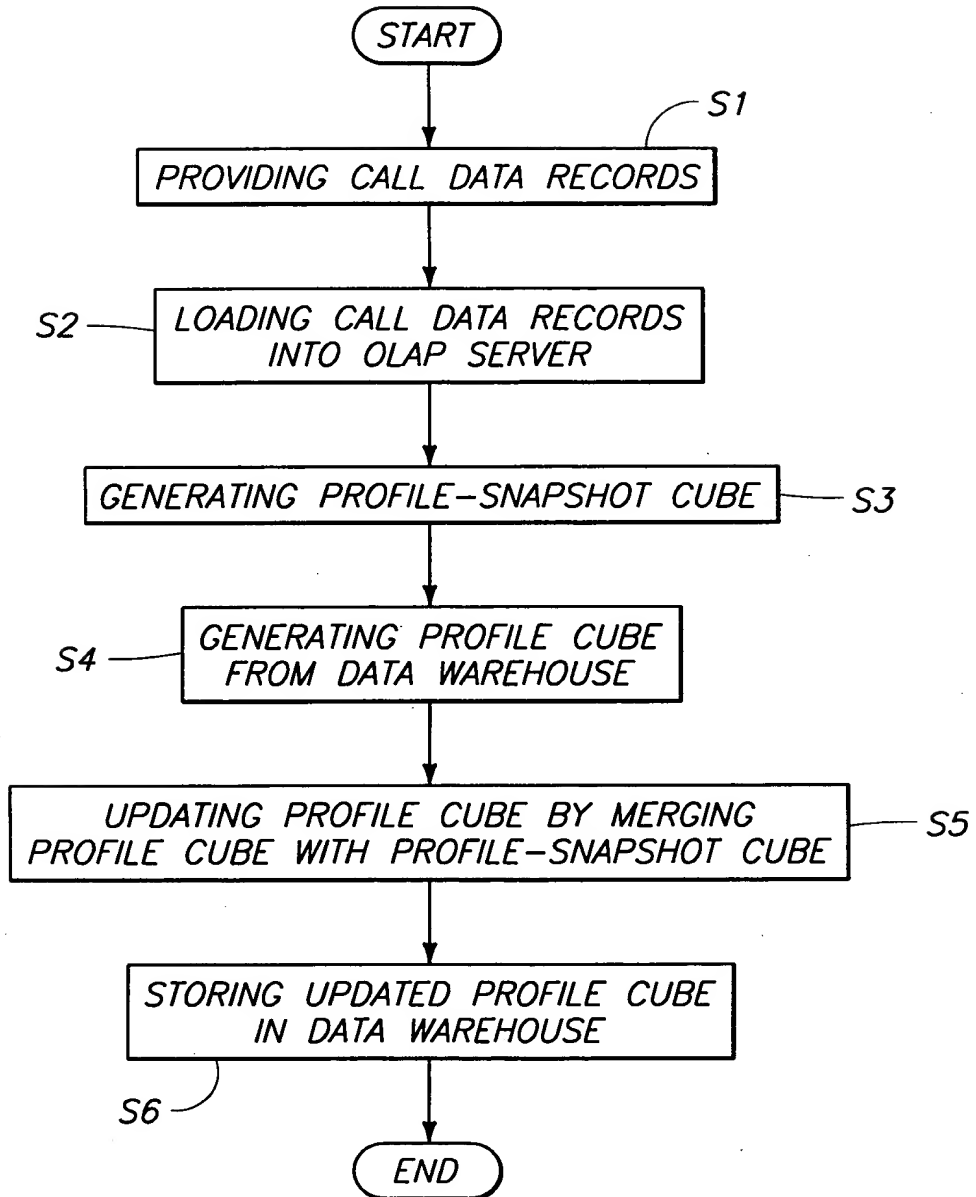 START
S1
PROVIDING CALL DATA RECORDS
S2
LOADING CALL DATA RECORDS
INTO OLAP SERVER
GENERATING PROFILE-SNAPSHOT CUBE
S3
S4
GENERATING PROFILE CUBE
FROM DATA WAREHOUSE
UPDATING PROFILE CUBE BY MERGING
PROFILE CUBE WITH PROFILE-SNAPSHOT CUBE
S5
STORING UPDATED PROFILE CUBE
IN DATA WAREHOUSE
S6
END